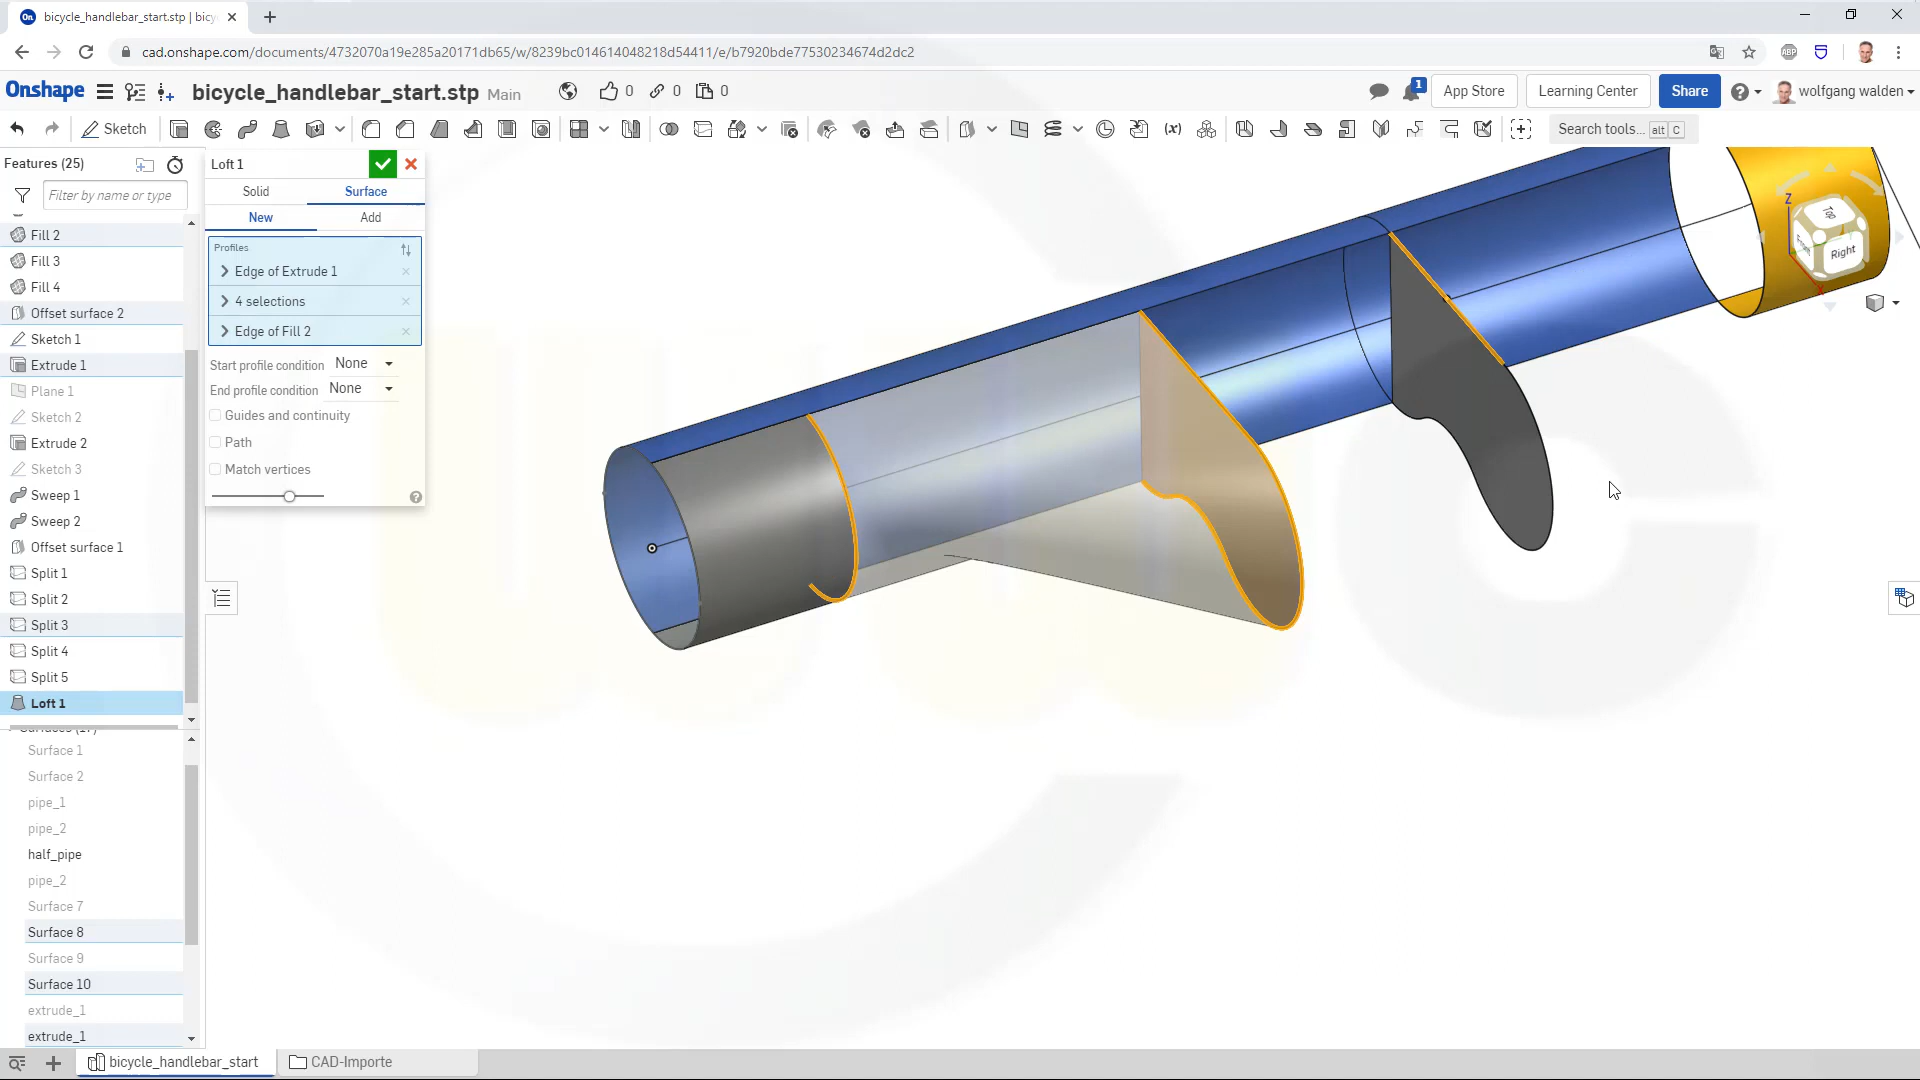 bicycle_handlebar_start.stp | bicy
cad.onshape.com/documents/4732070a19e285a20171db65/w/8239bc014614048218d54411/e/b7920bde77530234674d2dc2
ABP
Onshape
bicycle_handlebar_start.stp Main
0
0
0
1
App Store
Learning Center
Share
wolfgang walden
Sketch
(x)
Search tools... alt C
Features (25)
Filter by name or type
Fill 2
Fill 3
Fill 4
Offset surface 2
Sketch 1
Extrude 1
Plane 1
Sketch 2
Extrude 2
Sketch 3
Sweep 1
Sweep 2
Offset surface 1
Split 1
Split 2
Split 3
Split 4
Split 5
Loft 1
Surfaces (17)
Surface 1
Surface 2
pipe_1
pipe_2
half_pipe
pipe_2
Surface 7
Surface 8
Surface 9
Surface 10
extrude_1
extrude_1
Loft 1
Solid
Surface
New
Add
Profiles
Edge of Extrude 1
4 selections
Edge of Fill 2
Start profile condition None
End profile condition None
Guides and continuity
Path
Match vertices
Z
Top
Right
X
bicycle_handlebar_start
CAD-Importe